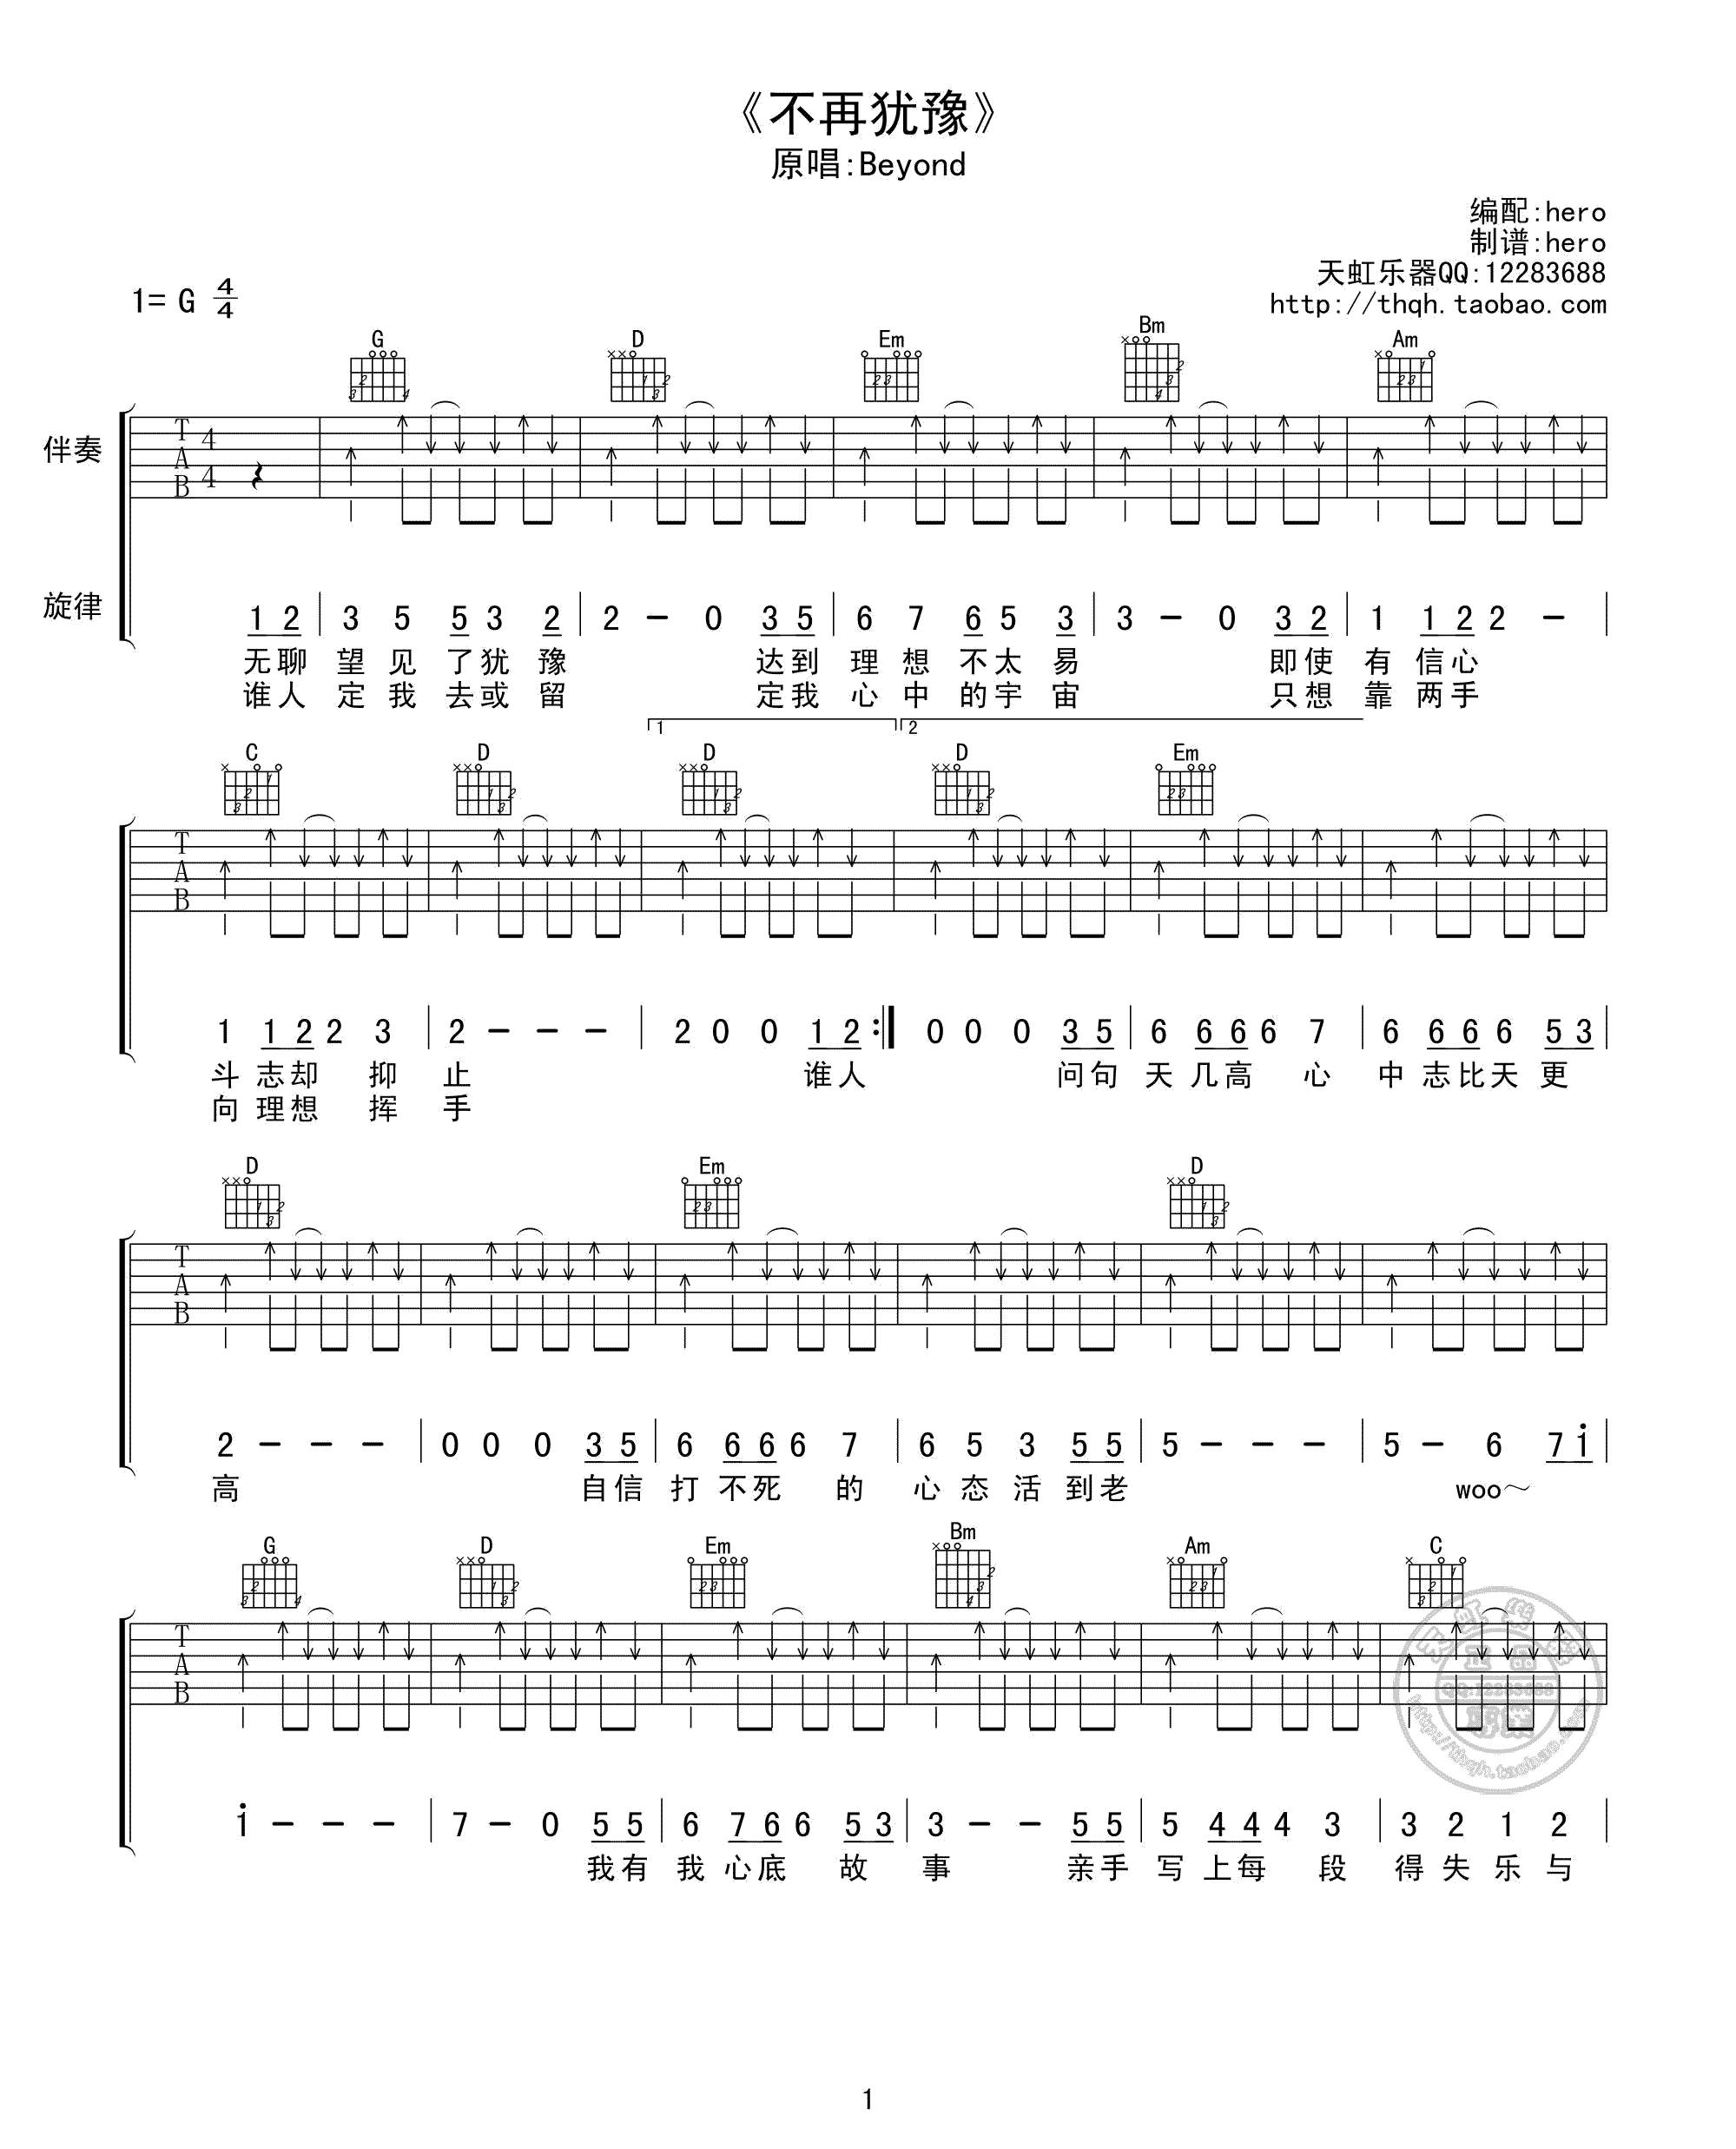 《不再犹豫》
原唱:Beyond
编配:hero
制谱:hero
天虹乐器QQ:12283688
http://thqh.taobao.com
1= G 4/4
G D Em Bm Am
伴奏
T A B 4 4
旋律
1 2 | 3 5 5 3 2 | 2 - 0 3 5 | 6 7 6 5 3 | 3 - 0 3 2 | 1 1 2 2 - |
无聊 望 见 了犹 豫 达到 理 想 不太 易 即使 有 信心
谁人 定 我 去或 留 定我 心 中 的宇 宙 只想 靠 两手
1 2
C D D D Em
T A B
1 1 2 2 3 | 2 - - - | 2 0 0 1 2 :| 0 0 0 3 5 | 6 6 6 6 7 | 6 6 6 6 5 3 |
斗 志却 抑 止 谁人 问句 天 几高 心 中 志比天 更
向 理想 挥 手
D Em D
T A B
2 - - - | 0 0 0 3 5 | 6 6 6 6 7 | 6 5 3 5 5 | 5 - - - | 5 - 6 7 i |
高 自信 打 不死 的 心 态 活 到老 woo～
G D Em Bm Am C
T A B
i - - - | 7 - 0 5 5 | 6 7 6 6 5 3 | 3 - - 5 5 | 5 4 4 4 3 | 3 2 1 2 |
我有 我 心底 故 事 亲手 写 上每 段 得 失 乐 与
QQ:12283688
http://thqh.taobao.com
1